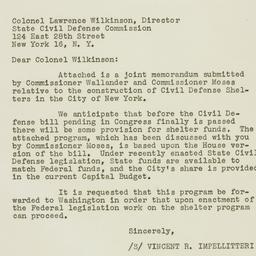 Colonel Lawrence Wilkinson, Director
State Civil Defense Commission
124 East 28th Street
New York 16, N. Y.
Dear Colonel Wilkinson:
Attached is a joint memorandum submitted
by Commissioner Wallander and Commissioner Moses
relative to the construction of Civil Defense Shel-
ters in the City of New York.
We anticipate that before the Civil De-
fense bill pending in Congress finally is passed
there will be some provision for shelter funds. The
attached program, which has been discussed with you
by Commissioner Moses, is based upon the House ver-
sion of the bill. Under recently enacted State Civil
Defense legislation, State funds are available to
match Federal funds, and the City's share is provided
in the current Capital Budget.
It is requested that this program be for-
warded to Washington in order that upon enactment of
the Federal legislation work on the shelter program
can proceed.
Sincerely,
/S/ VINCENT R. IMPELLITTERI